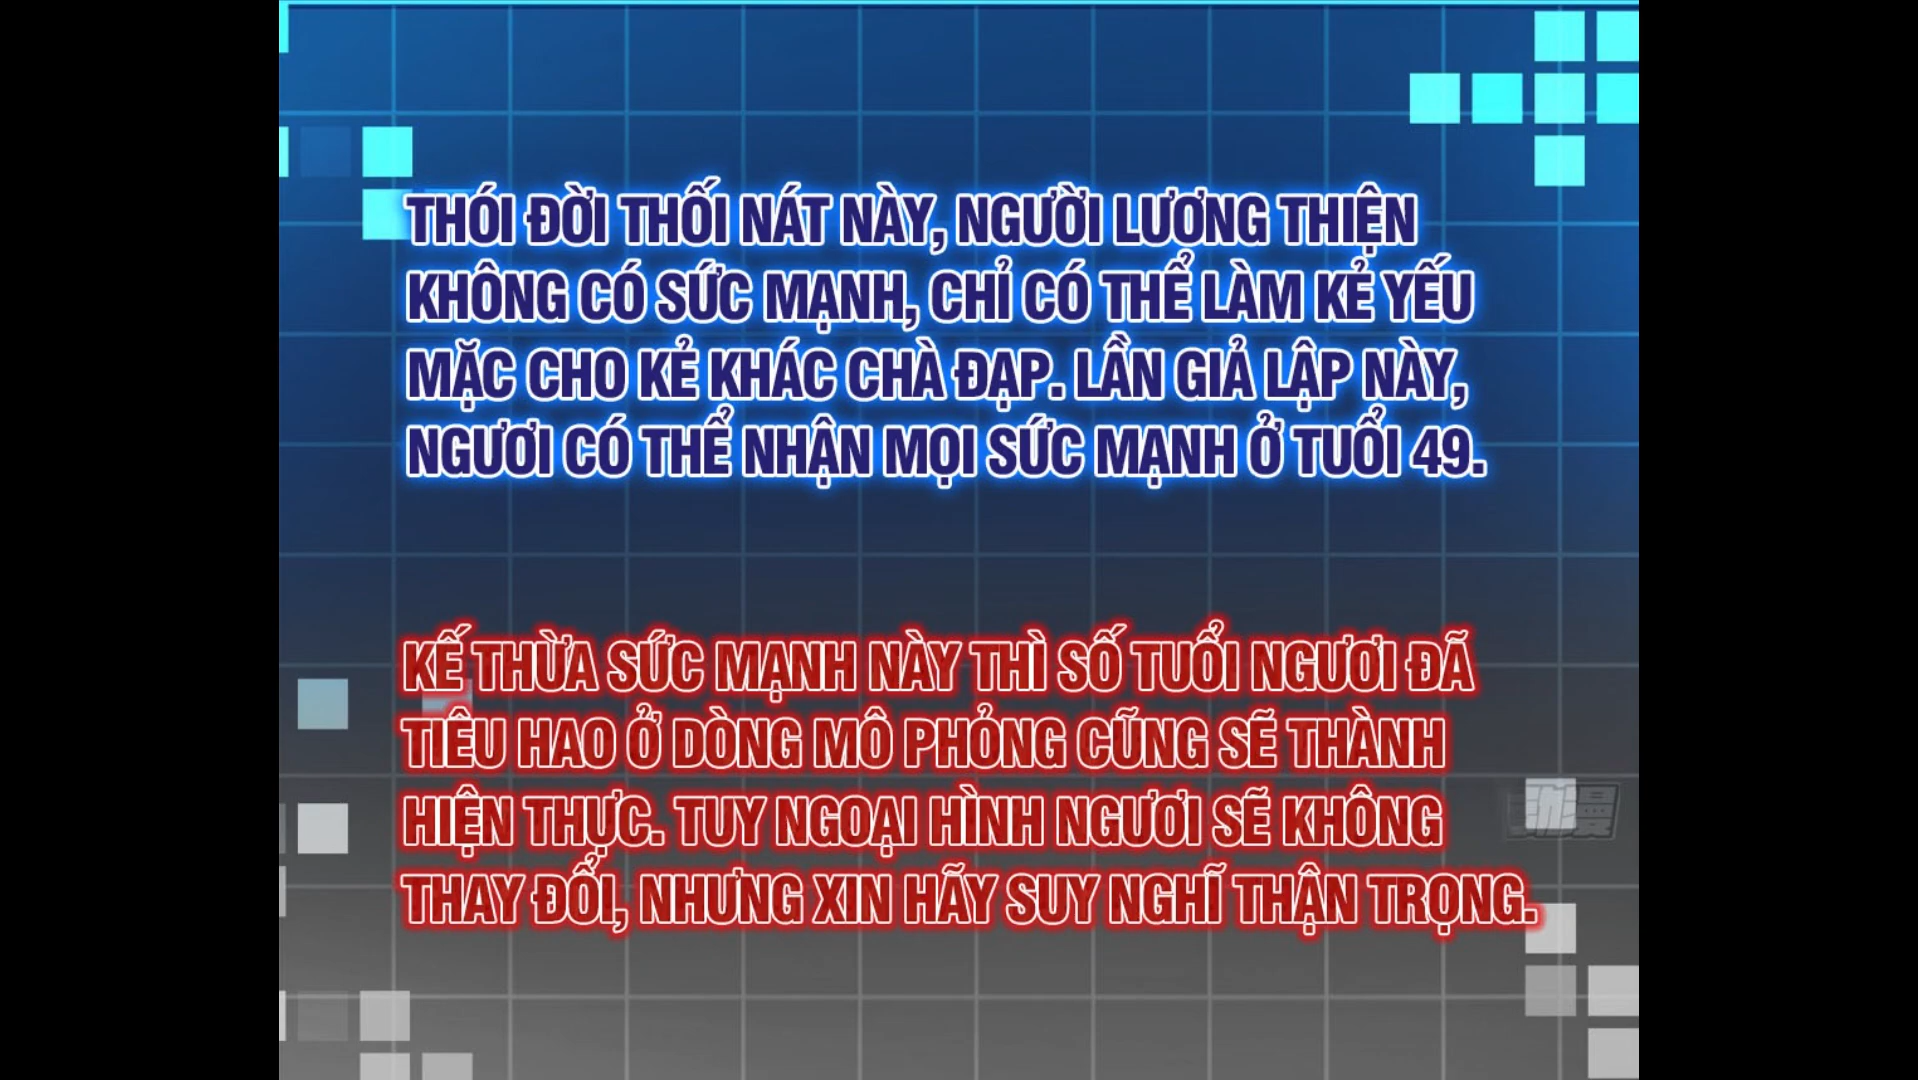 THÓI ĐỜI THỐI NÁT NÀY, NGƯỜI LƯƠNG THIỆN
KHÔNG CÓ SỨC MẠNH, CHỈ CÓ THỂ LÀM KẺ YẾU
MẶC CHO KẺ KHÁC CHÀ ĐẠP. LẦN GIẢ LẬP NÀY,
NGƯƠI CÓ THỂ NHẬN MỌI SỨC MẠNH Ở TUỔI 49.
KẾ THỪA SỨC MẠNH NÀY THÌ SỐ TUỔI NGƯƠI ĐÃ
TIÊU HAO Ở DÒNG MÔ PHỎNG CŨNG SẼ THÀNH
HIỆN THỰC. TUY NGOẠI HÌNH NGƯƠI SẼ KHÔNG
THAY ĐỔI, NHƯNG XIN HÃY SUY NGHĨ THẬN TRỌNG.
动漫